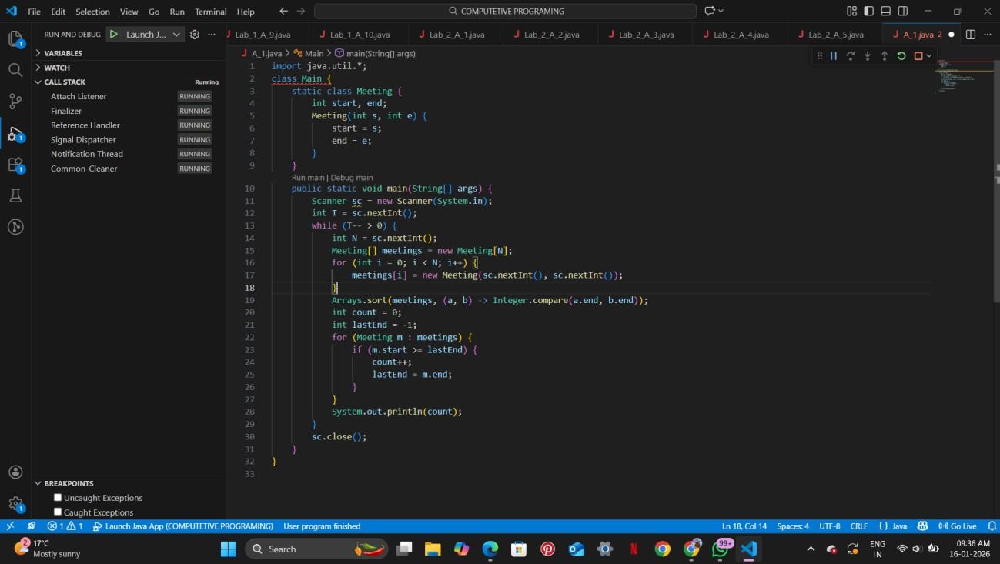 File Edit Selection View Go Run Terminal Help
COMPUTETIVE PROGRAMING
RUN AND DEBUG Launch J...
Lab_1_A_9.java Lab_1_A_10.java Lab_2_A_1.java Lab_2_A_2.java Lab_2_A_3.java Lab_2_A_4.java Lab_2_A_5.java A_1.java 2
A_1.java > Main > main(String[] args)
VARIABLES
WATCH
CALL STACK Running
Attach Listener RUNNING
Finalizer RUNNING
Reference Handler RUNNING
Signal Dispatcher RUNNING
Notification Thread RUNNING
Common-Cleaner RUNNING
1 import java.util.*;
2 class Main {
3 static class Meeting {
4 int start, end;
5 Meeting(int s, int e) {
6 start = s;
7 end = e;
8 }
9 }
Run main | Debug main
10 public static void main(String[] args) {
11 Scanner sc = new Scanner(System.in);
12 int T = sc.nextInt();
13 while (T-- > 0) {
14 int N = sc.nextInt();
15 Meeting[] meetings = new Meeting[N];
16 for (int i = 0; i < N; i++) {
17 meetings[i] = new Meeting(sc.nextInt(), sc.nextInt());
18 }
19 Arrays.sort(meetings, (a, b) -> Integer.compare(a.end, b.end));
20 int count = 0;
21 int lastEnd = -1;
22 for (Meeting m : meetings) {
23 if (m.start >= lastEnd) {
24 count++;
25 lastEnd = m.end;
26 }
27 }
28 System.out.println(count);
29 }
30 sc.close();
31 }
32 }
33
BREAKPOINTS
Uncaught Exceptions
Caught Exceptions
1 1 Launch Java App (COMPUTETIVE PROGRAMING) User program finished Ln 18, Col 14 Spaces: 4 UTF-8 CRLF {} Java Go Live
2 17°C
Mostly sunny
Search
99+
ENG
IN
09:36 AM
16-01-2026